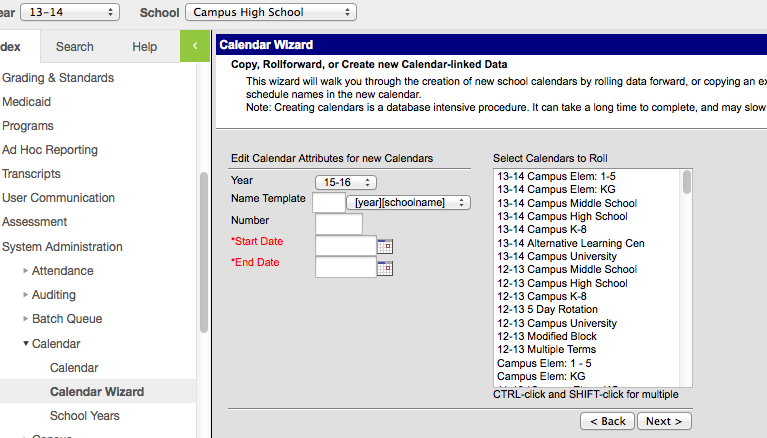 ear 13-14 School Campus High School
dex Search Help <
Grading & Standards
Medicaid
Programs
Ad Hoc Reporting
Transcripts
User Communication
Assessment
System Administration
Attendance
Auditing
Batch Queue
Calendar
Calendar
Calendar Wizard
School Years
Calendar Wizard
Copy, Rollforward, or Create new Calendar-linked Data
This wizard will walk you through the creation of new school calendars by rolling data forward, or copying an ex
schedule names in the new calendar.
Note: Creating calendars is a database intensive procedure. It can take a long time to complete, and may slow
Edit Calendar Attributes for new Calendars
Year 15-16
Name Template [year][schoolname]
Number
*Start Date
*End Date
Select Calendars to Roll
13-14 Campus Elem: 1-5
13-14 Campus Elem: KG
13-14 Campus Middle School
13-14 Campus High School
13-14 Campus K-8
13-14 Alternative Learning Cen
13-14 Campus University
12-13 Campus Middle School
12-13 Campus High School
12-13 Campus K-8
12-13 5 Day Rotation
12-13 Campus University
12-13 Modified Block
12-13 Multiple Terms
Campus Elem: 1 - 5
Campus Elem: KG
CTRL-click and SHIFT-click for multiple
< Back Next >